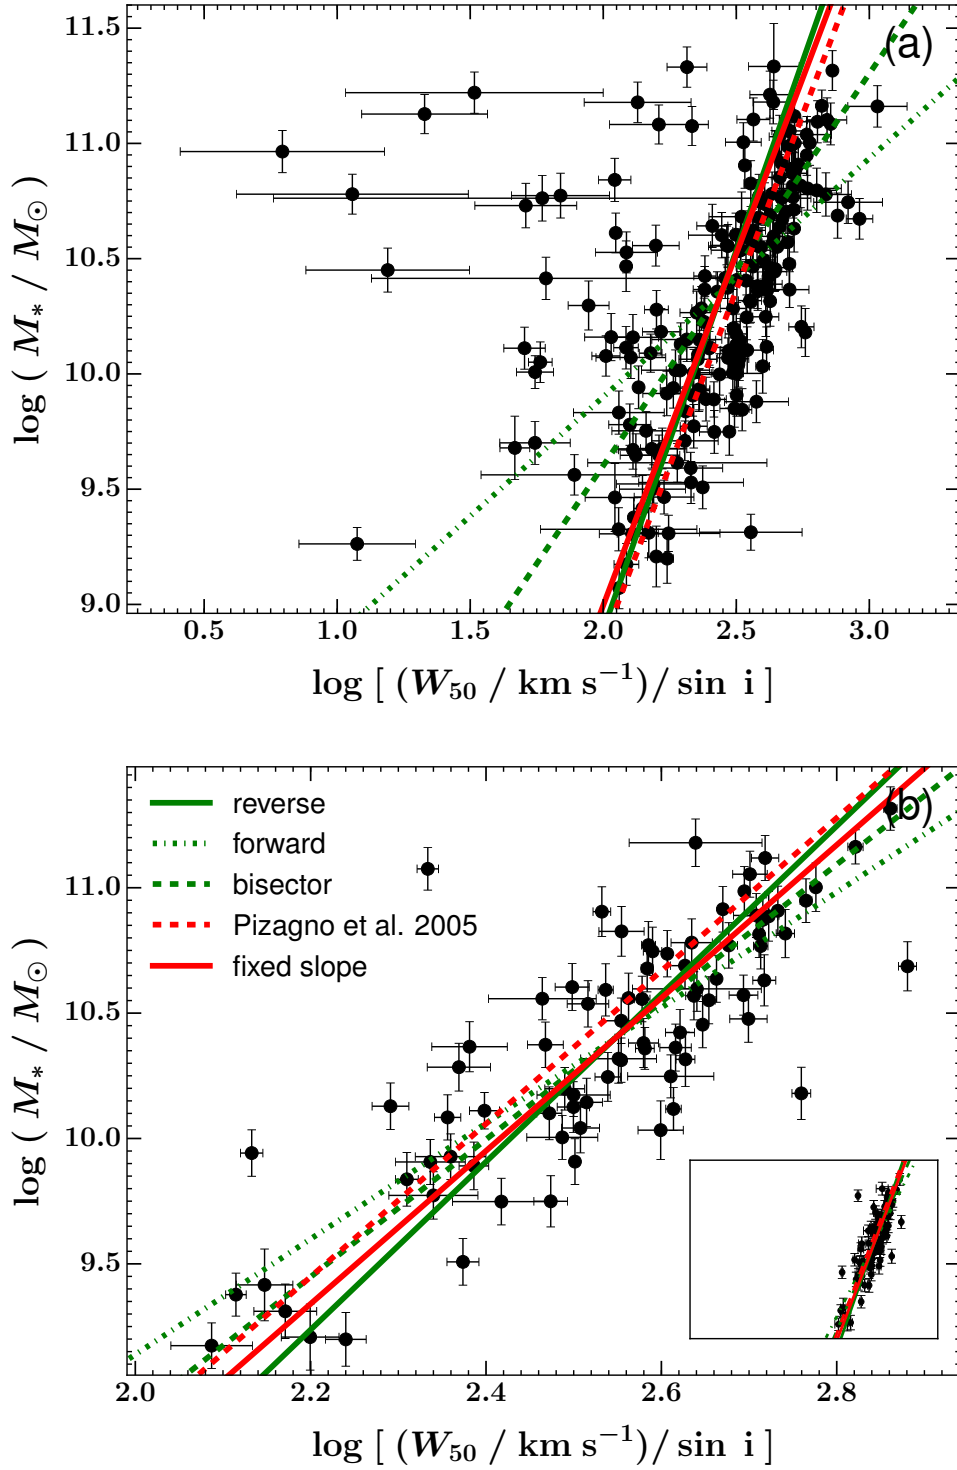 (a)
11.5
11.0
10.5
10.0
9.5
9.0
log ( M* / M⊙ )
0.5 1.0 1.5 2.0 2.5 3.0
log [ (W50 / km s−1)/ sin i ]
(b)
reverse
forward
bisector
Pizagno et al. 2005
fixed slope
11.0
10.5
10.0
9.5
log ( M* / M⊙ )
2.0 2.2 2.4 2.6 2.8
log [ (W50 / km s−1)/ sin i ]